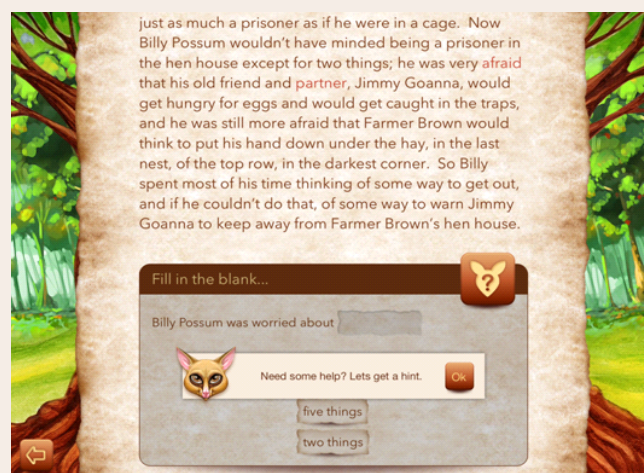 just as much a prisoner as if he were in a cage. Now
Billy Possum wouldn't have minded being a prisoner in
the hen house except for two things; he was very afraid
that his old friend and partner, Jimmy Goanna, would
get hungry for eggs and would get caught in the traps,
and he was still more afraid that Farmer Brown would
think to put his hand down under the hay, in the last
nest, of the top row, in the darkest corner. So Billy
spent most of his time thinking of some way to get out,
and if he couldn't do that, of some way to warn Jimmy
Goanna to keep away from Farmer Brown's hen house.
Fill in the blank...
?
Billy Possum was worried about
Need some help? Lets get a hint.
Ok
five things
two things